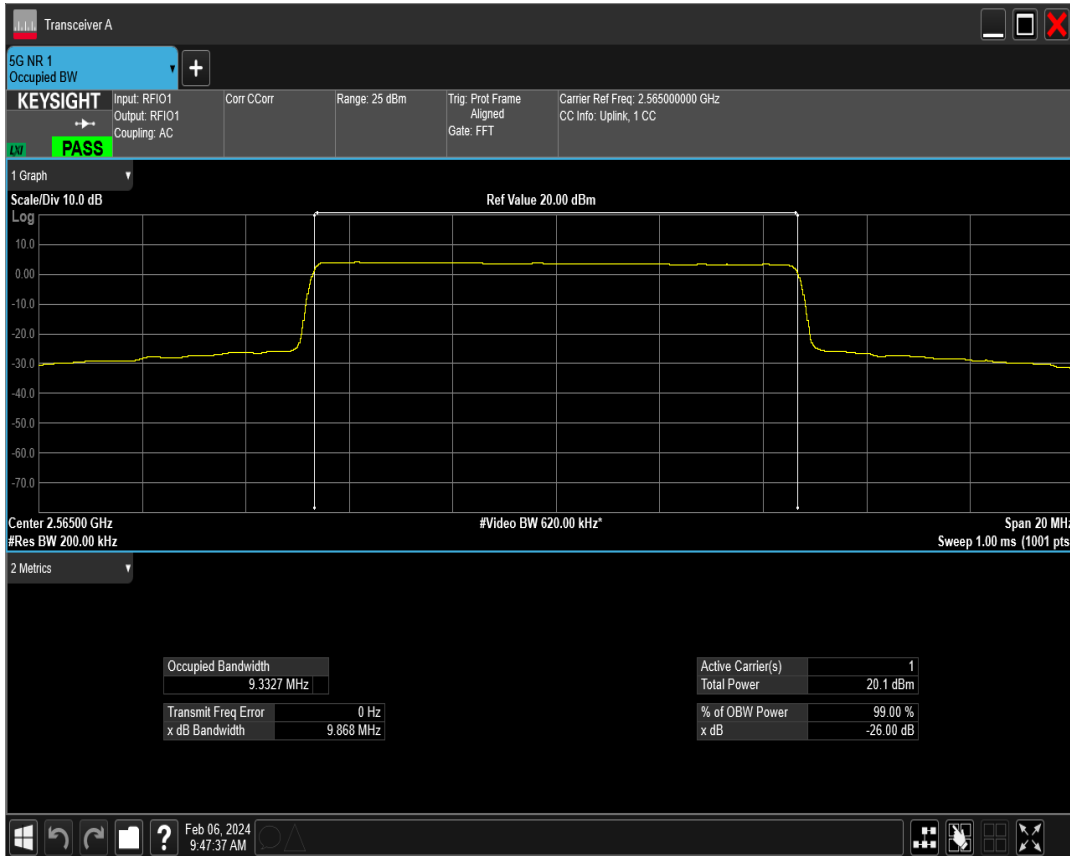 Transceiver A
5G NR 1
Occupied BW
+
KEYSIGHT
LXI
PASS
Input: RFIO1
Output: RFIO1
Coupling: AC
Corr CCorr
Range: 25 dBm
Trig: Prot Frame
Aligned
Gate: FFT
Carrier Ref Freq: 2.565000000 GHz
CC Info: Uplink, 1 CC
1 Graph
Scale/Div 10.0 dB
Ref Value 20.00 dBm
Log
10.0
0.00
-10.0
-20.0
-30.0
-40.0
-50.0
-60.0
-70.0
Center 2.56500 GHz
#Video BW 620.00 kHz*
Span 20 MHz
#Res BW 200.00 kHz
Sweep 1.00 ms (1001 pts
2 Metrics
Occupied Bandwidth
9.3327 MHz
Transmit Freq Error 0 Hz
x dB Bandwidth 9.868 MHz
Active Carrier(s) 1
Total Power 20.1 dBm
% of OBW Power 99.00 %
x dB -26.00 dB
?
Feb 06, 2024
9:47:37 AM